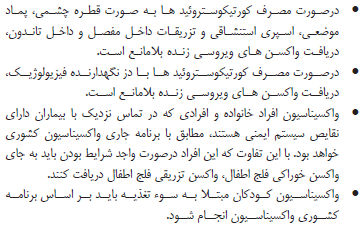 • درصورت مصرف کورتیکوستروئید ها به صورت قطره چشمی، پماد
موضعی، اسپری استنشاقی و تزریقات داخل مفصل و داخل تاندون،
دریافت واکسن های ویروسی زنده بلامانع است.
• درصورت مصرف کورتیکوستروئید ها با دز نگهدارنده فیزیولوژیک،
دریافت واکسن های ویروسی زنده بلامانع است.
• واکسیناسیون افراد خانواده و افرادی که در تماس نزدیک با بیماران دارای
نقایص سیستم ایمنی هستند، مطابق با برنامه جاری واکسیناسیون کشوری
خواهد بود. با این تفاوت که این افراد درصورت واجد شرایط بودن باید به جای
واکسن خوراکی فلج اطفال، واکسن تزریقی فلج اطفال دریافت کنند.
• واکسیناسیون کودکان مبتلا به سوء تغذیه باید بر اساس برنامه
کشوری واکسیناسیون انجام شود.